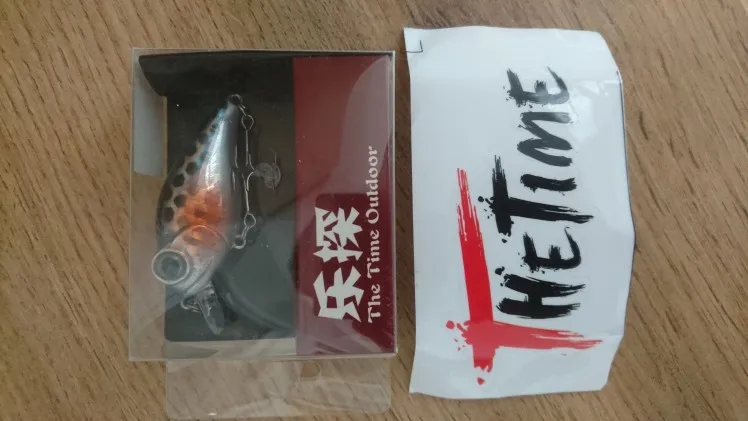 乐探
The Time Outdoor
THETIME